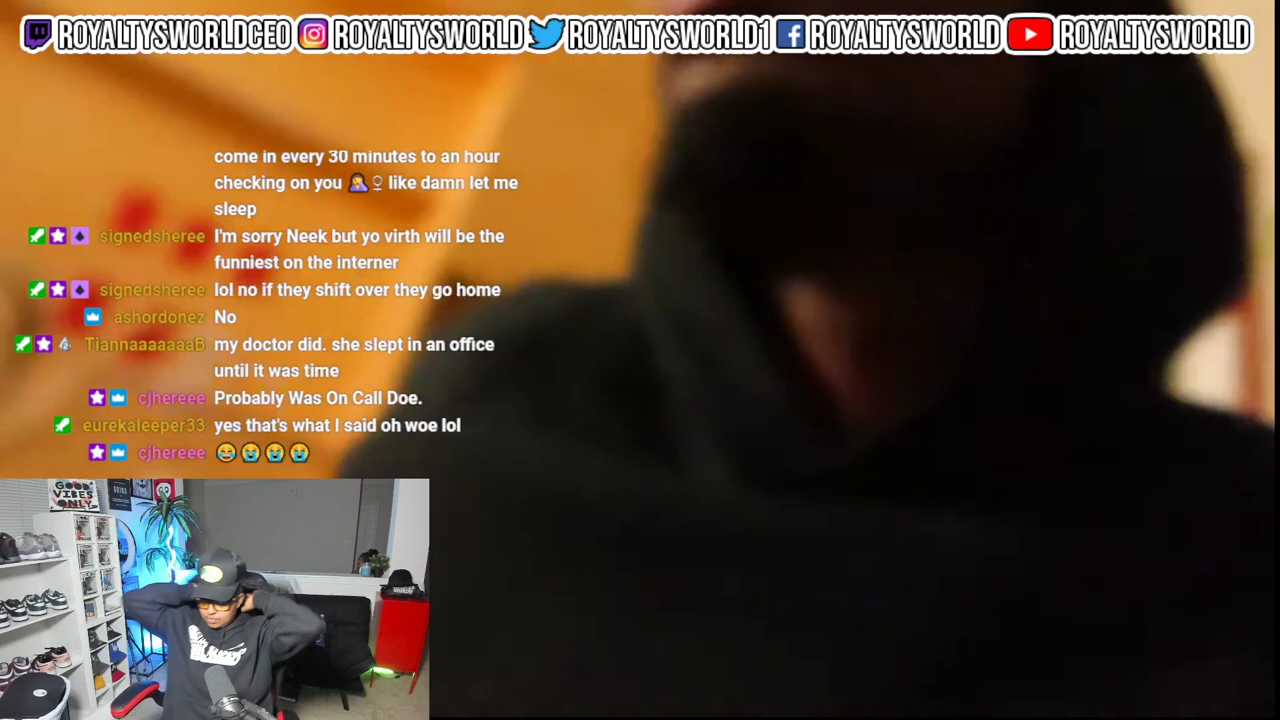 ROYALTYSWORLDCEO ROYALTYSWORLD ROYALTYSWORLD1 ROYALTYSWORLD ROYALTYSWORLD
come in every 30 minutes to an hour
checking on you 🤦♀ like damn let me
sleep
signedsheree I'm sorry Neek but yo virth will be the
funniest on the interner
signedsheree lol no if they shift over they go home
ashordonez No
TiannaaaaaaaB my doctor did. she slept in an office
until it was time
cjhereee Probably Was On Call Doe.
eurekaleeper33 yes that's what I said oh woe lol
cjhereee 😂😭😭😭
GOOD
VIBES
ONLY